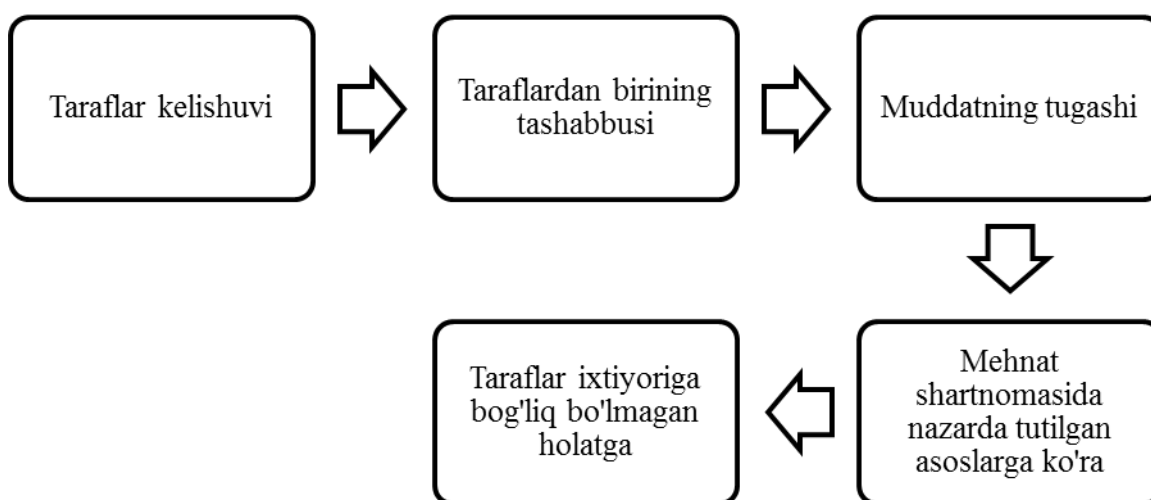 Taraflar kelishuvi
Taraflardan birining
tashabbusi
Muddatning tugashi
Mehnat
shartnomasida
nazarda tutilgan
asoslarga ko'ra
Taraflar ixtiyoriga
bog'liq bo'lmagan
holatga